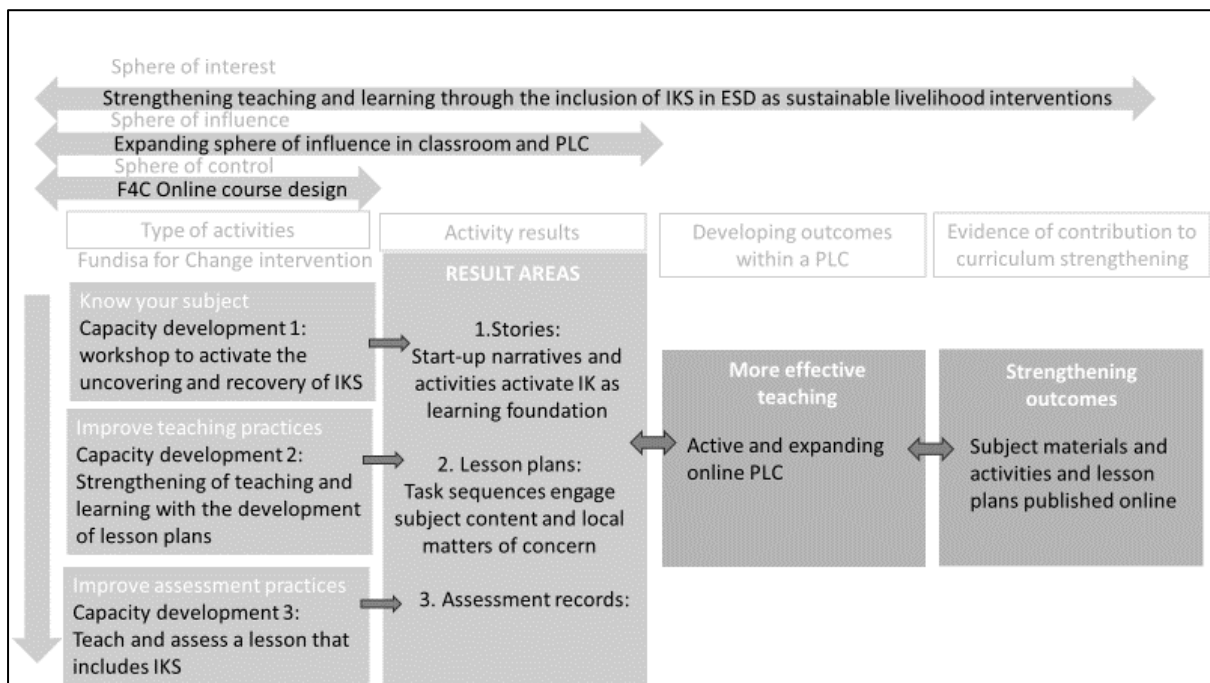 Sphere of interest
Strengthening teaching and learning through the inclusion of IKS in ESD as sustainable livelihood interventions
Sphere of influence
Expanding sphere of influence in classroom and PLC
Sphere of control
F4C Online course design
Type of activities
Activity results
Developing outcomes
within a PLC
Evidence of contribution to
curriculum strengthening
Fundisa for Change intervention
Know your subject
Capacity development 1:
workshop to activate the
uncovering and recovery of IKS
Improve teaching practices
Capacity development 2:
Strengthening of teaching and
learning with the development
of lesson plans
Improve assessment practices
Capacity development 3:
Teach and assess a lesson that
includes IKS
RESULT AREAS
1.Stories:
Start-up narratives and
activities activate IK as
learning foundation
2. Lesson plans:
Task sequences engage
subject content and local
matters of concern
3. Assessment records:
More effective
teaching
Active and expanding
online PLC
Strengthening
outcomes
Subject materials and
activities and lesson
plans published online